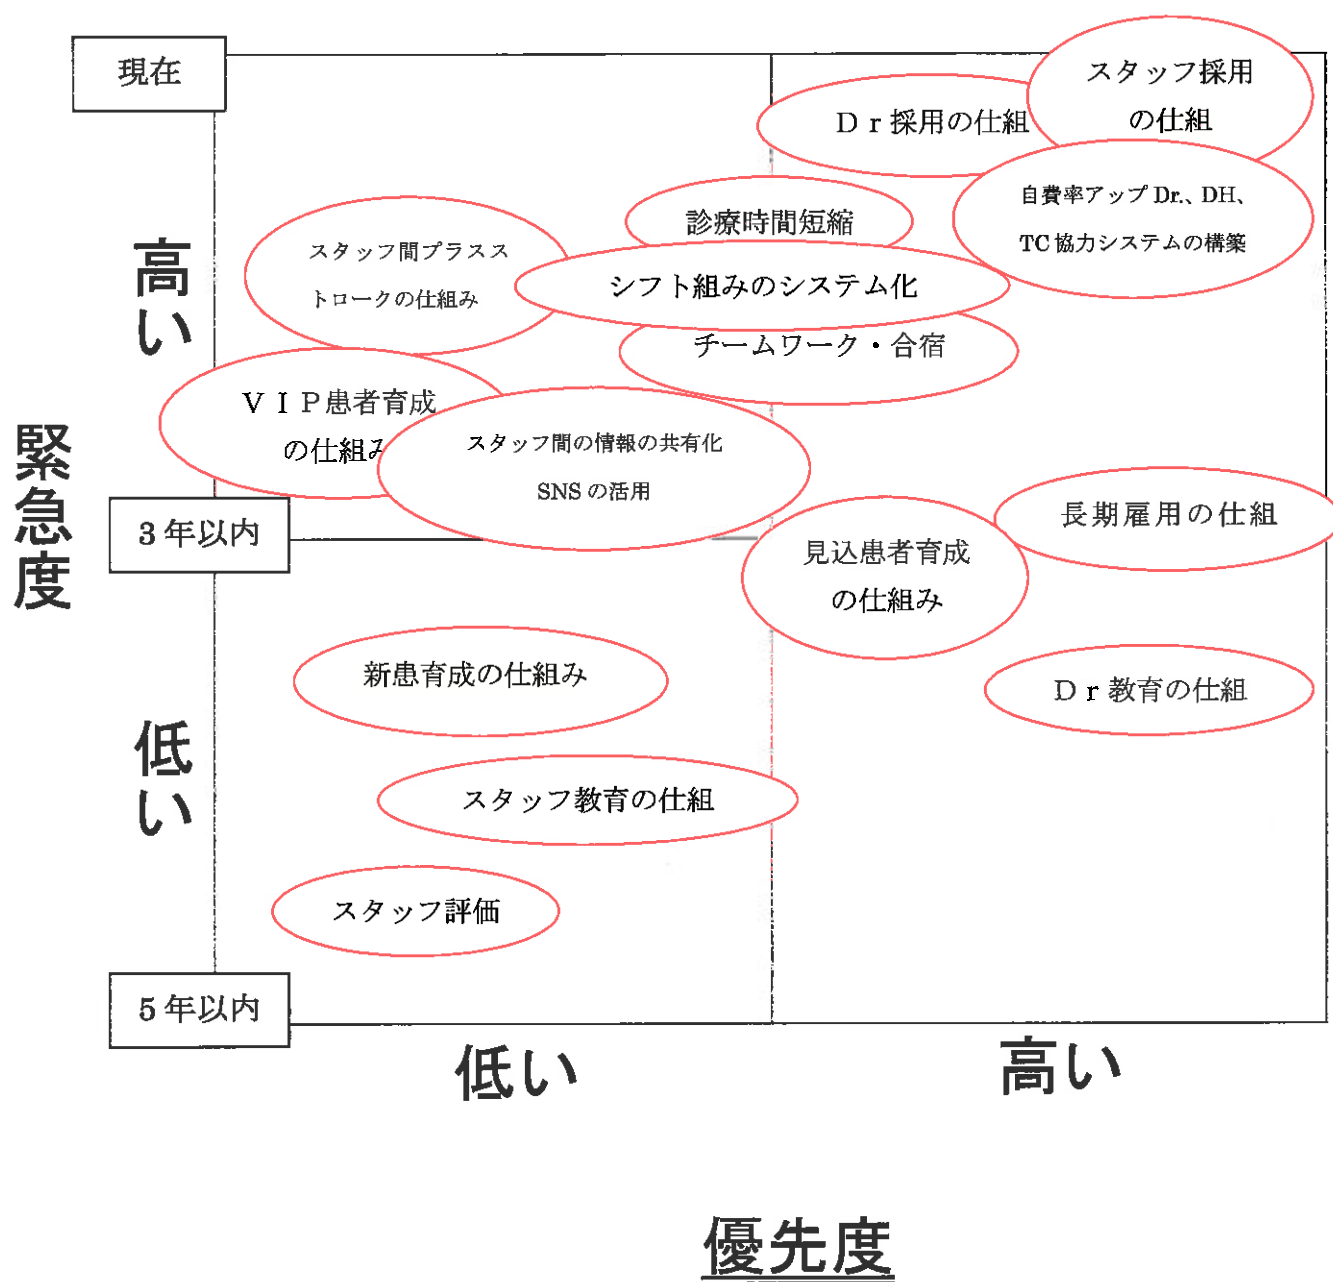 現在
スタッフ採用
の仕組
Ｄｒ採用の仕組
自費率アップ Dr.、DH、
TC 協力システムの構築
診療時間短縮
スタッフ間プラスス
トロークの仕組み
シフト組みのシステム化
チームワーク・合宿
高い
ＶＩＰ患者育成
の仕組み
スタッフ間の情報の共有化
SNS の活用
緊急度
3 年以内
長期雇用の仕組
見込患者育成
の仕組み
新患育成の仕組み
Ｄｒ教育の仕組
低い
スタッフ教育の仕組
スタッフ評価
5 年以内
低い
高い
優先度